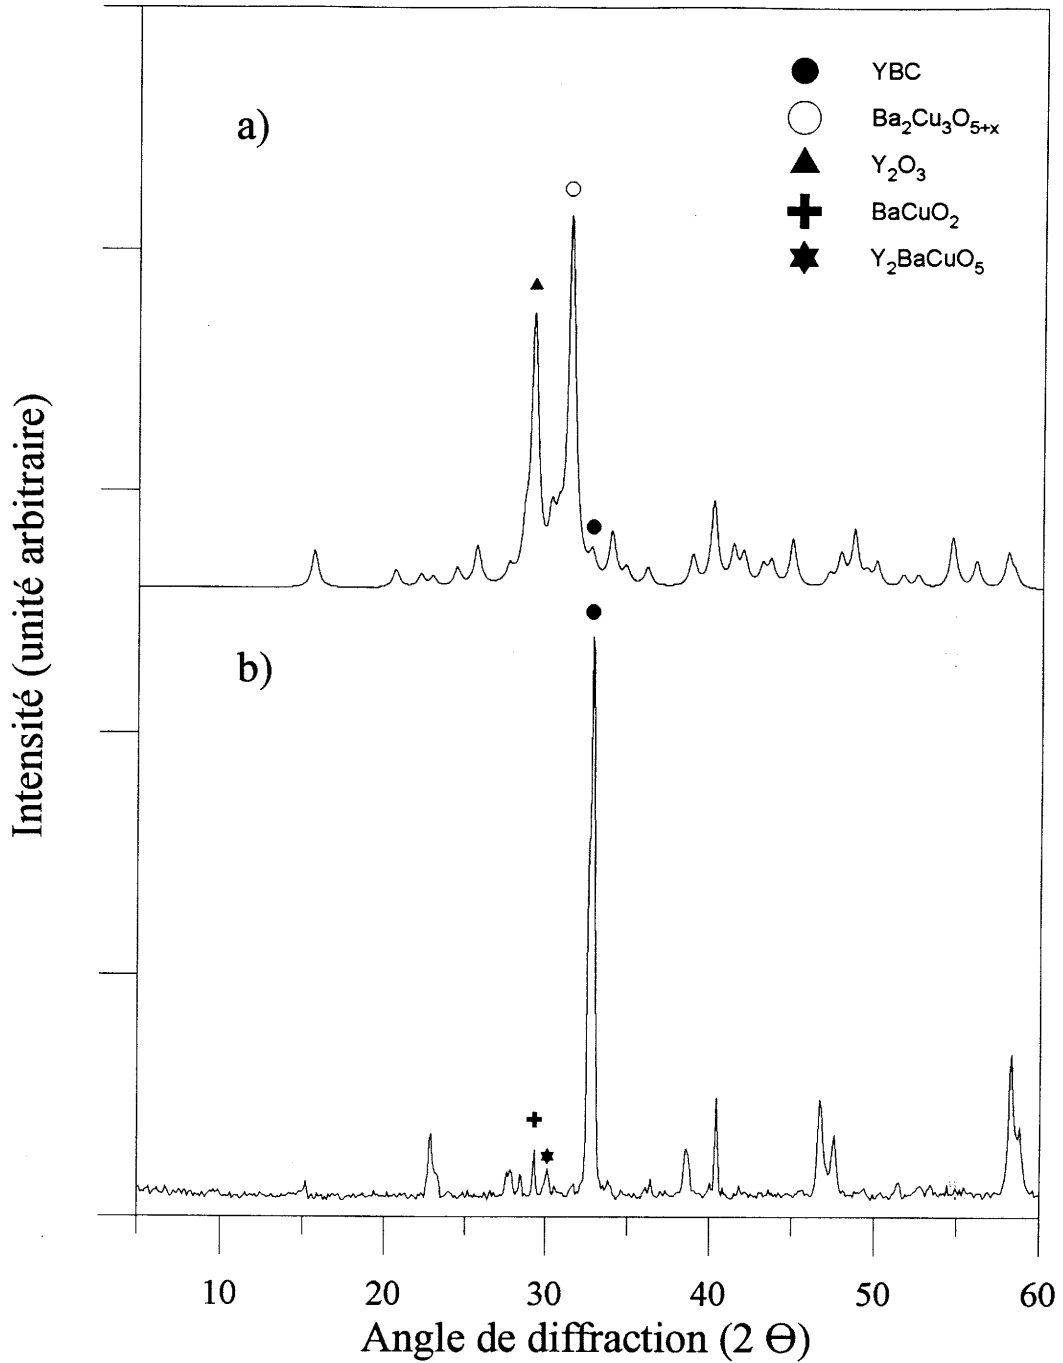 a)
YBC
Ba₂Cu₃O₅₊ₓ
Y₂O₃
BaCuO₂
Y₂BaCuO₅
b)
Intensité (unité arbitraire)
10 20 30 40 50 60
Angle de diffraction (2 Θ)